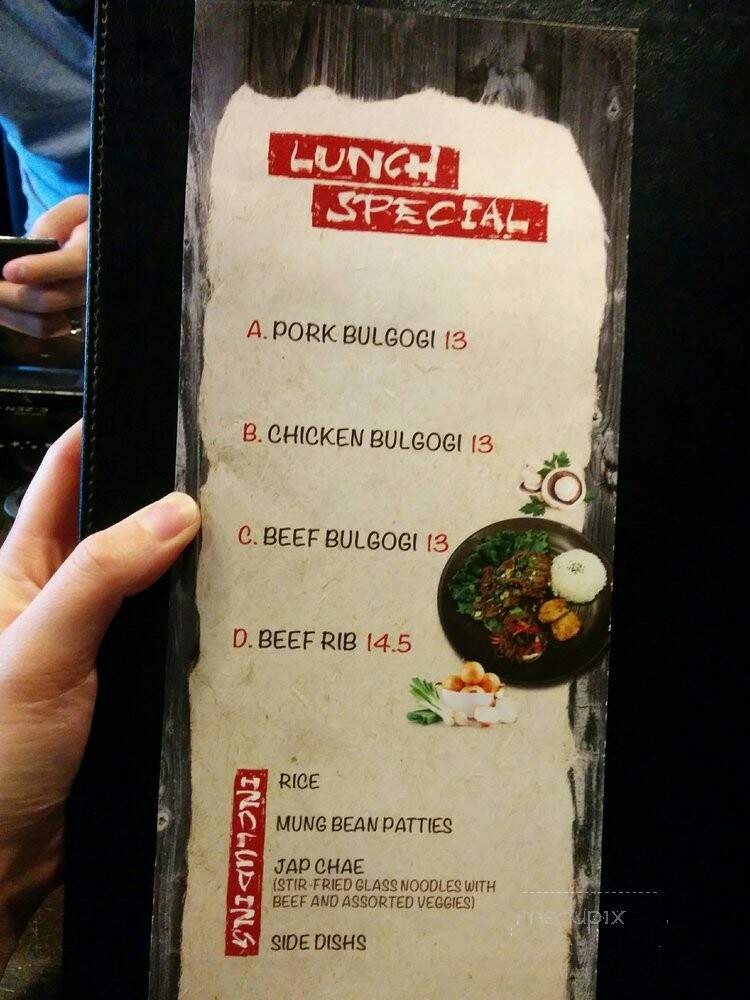 LUNCH
SPECIAL
A. PORK BULGOGI 13
B. CHICKEN BULGOGI 13
C. BEEF BULGOGI 13
D. BEEF RIB 14.5
INCLUDING
RICE
MUNG BEAN PATTIES
JAP CHAE
(STIR-FRIED GLASS NOODLES WITH
BEEF AND ASSORTED VEGGIES)
SIDE DISHS
menupix